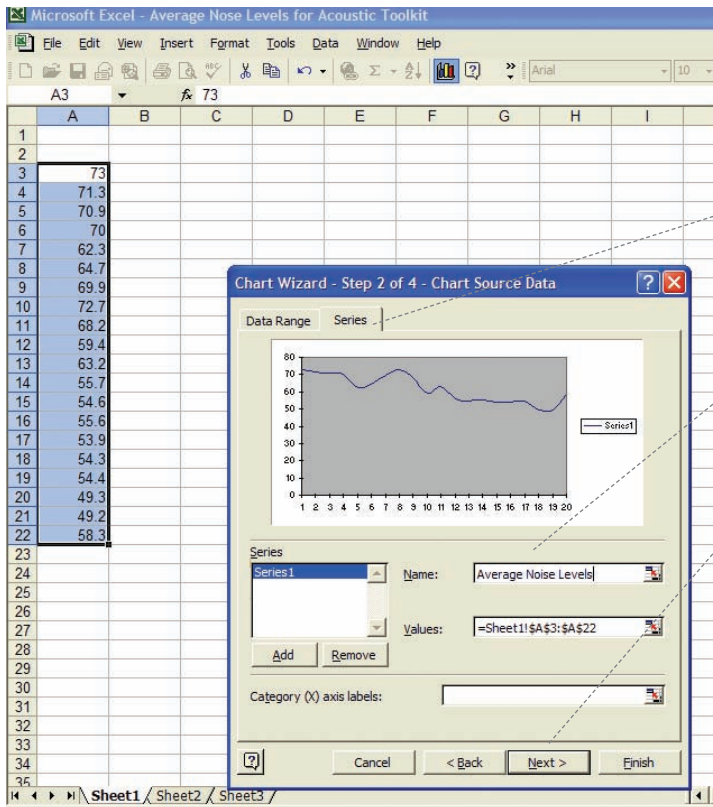 Microsoft Excel - Average Nose Levels for Acoustic Toolkit
File Edit View Insert Format Tools Data Window Help
Arial 10
A3 fx 73
A B C D E F G H I
1
2
3 73
4 71.3
5 70.9
6 70
7 62.3
8 64.7
9 69.9
10 72.7
11 68.2
12 59.4
13 63.2
14 55.7
15 54.6
16 55.6
17 53.9
18 54.3
19 54.4
20 49.3
21 49.2
22 58.3
23
24
25
26
27
28
29
30
31
32
33
34
35
Chart Wizard - Step 2 of 4 - Chart Source Data
Data Range Series
80
70
60
50
40
30
20
10
0
1 2 3 4 5 6 7 8 9 10 11 12 13 14 15 16 17 18 19 20
Series1
Series
Series1
Name: Average Noise Levels
Values: =Sheet1!$A$3:$A$22
Add Remove
Category (X) axis labels:
Cancel < Back Next > Finish
Sheet1 / Sheet2 / Sheet3 /